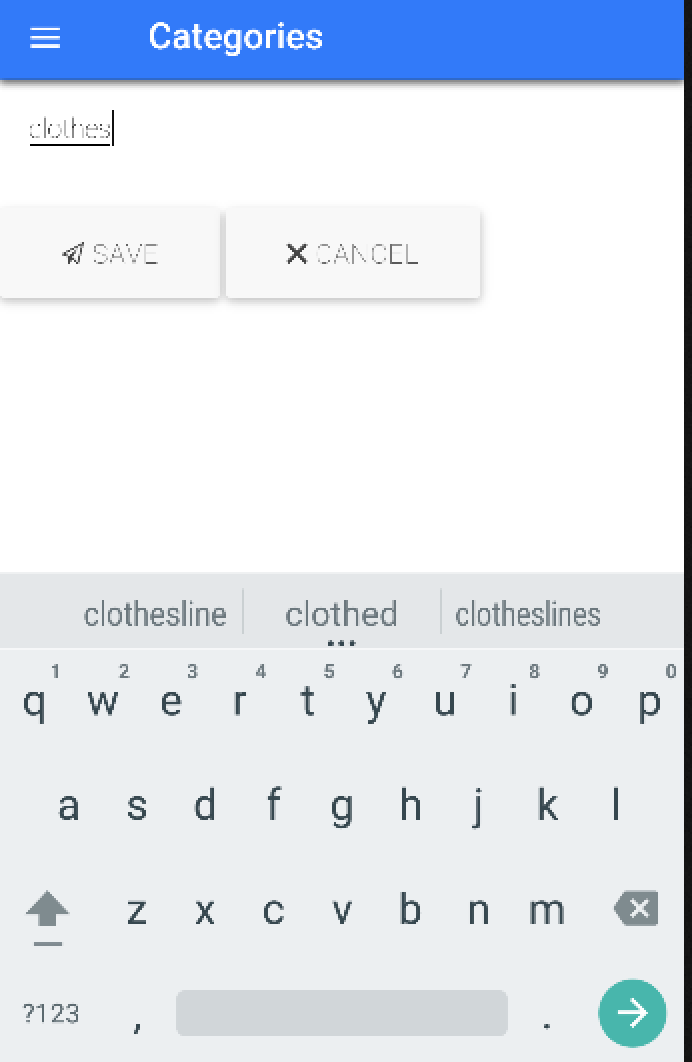 Categories
clothes
SAVE CANCEL
clothesline clothed clotheslines
1 2 3 4 5 6 7 8 9 0
q w e r t y u i o p
a s d f g h j k l
z x c v b n m
?123 , .